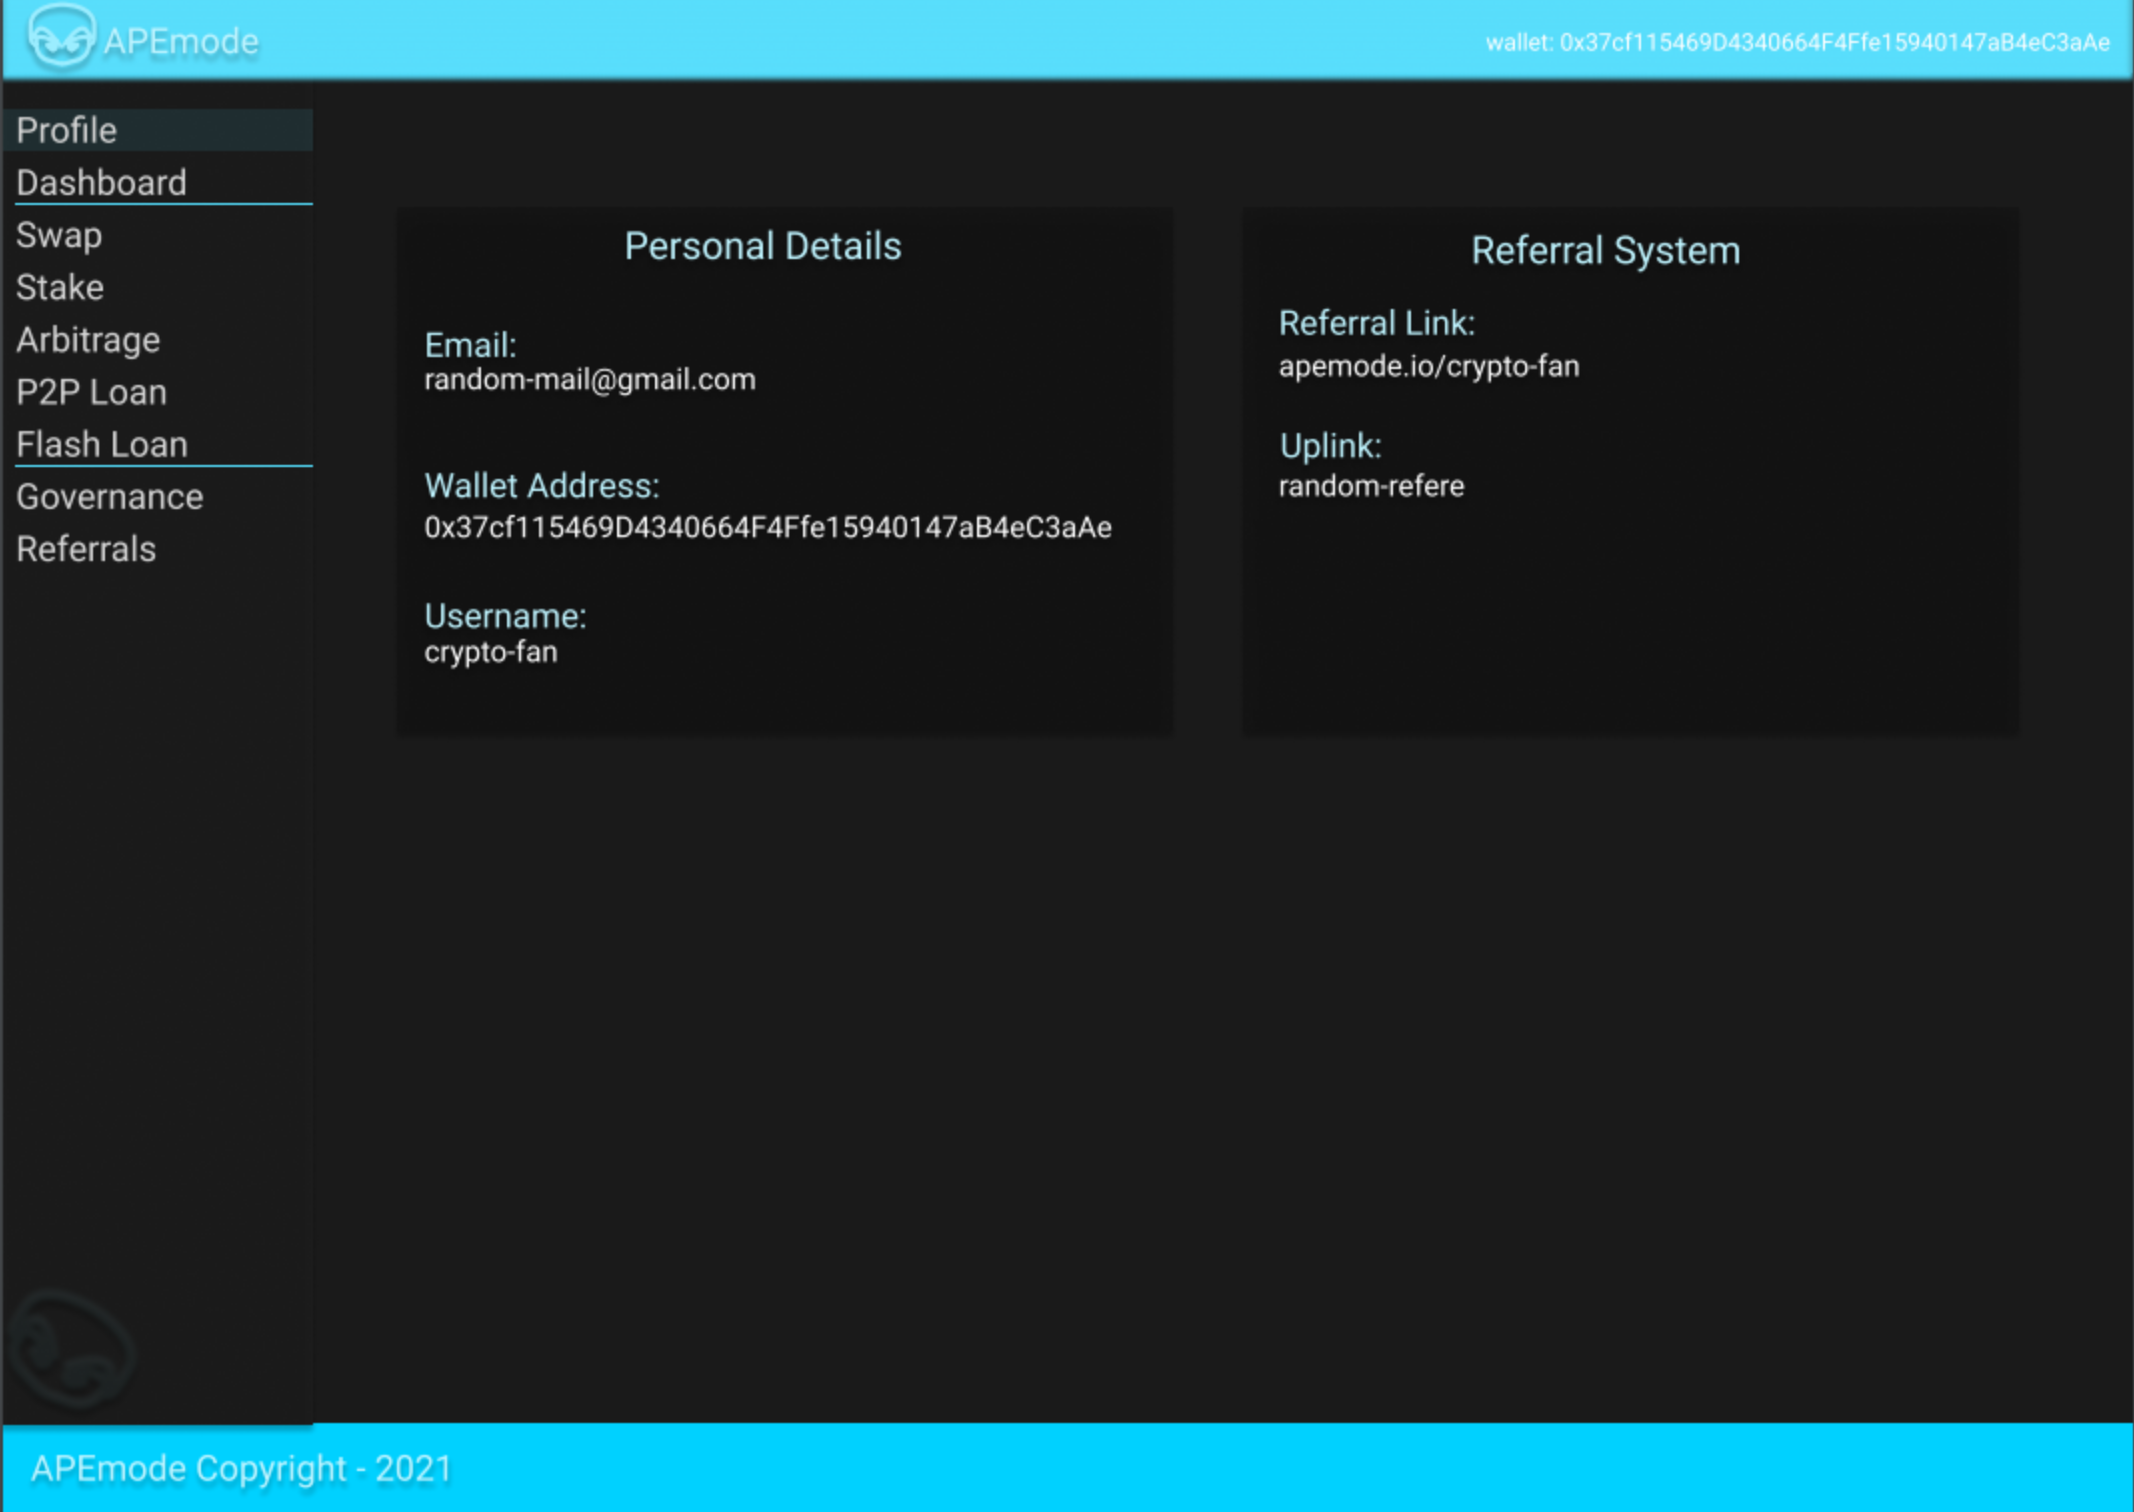 APEmode
wallet: 0x37cf115469D4340664F4Ffe15940147aB4eC3aAe
Profile
Dashboard
Swap
Stake
Arbitrage
P2P Loan
Flash Loan
Governance
Referrals
Personal Details
Email:
random-mail@gmail.com
Wallet Address:
0x37cf115469D4340664F4Ffe15940147aB4eC3aAe
Username:
crypto-fan
Referral System
Referral Link:
apemode.io/crypto-fan
Uplink:
random-refere
APEmode Copyright - 2021